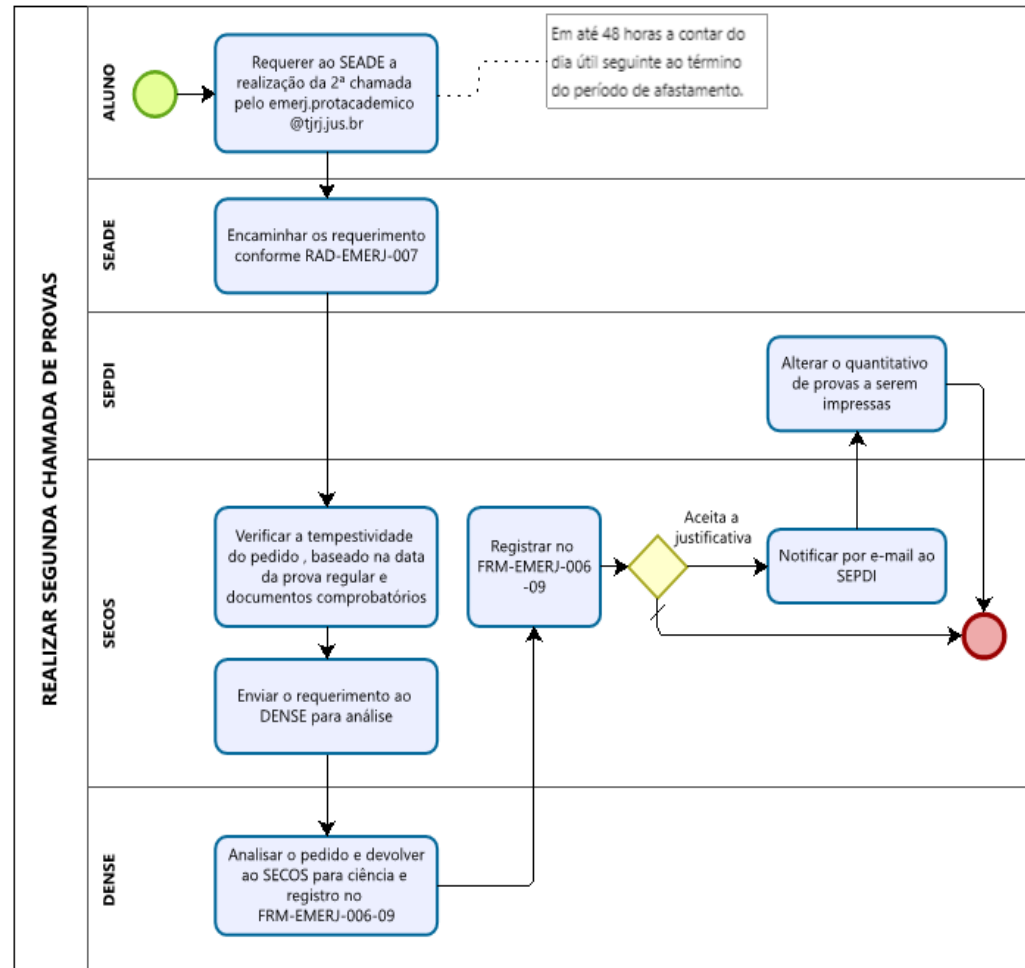 REALIZAR SEGUNDA CHAMADA DE PROVAS
ALUNO
Requerer ao SEADE a
realização da 2ª chamada
pelo emerj.protacademico
@tjrj.jus.br
Em até 48 horas a contar do
dia útil seguinte ao término
do período de afastamento.
SEADE
Encaminhar os requerimento
conforme RAD-EMERJ-007
SEPDI
Alterar o quantitativo
de provas a serem
impressas
SECOS
Verificar a tempestividade
do pedido , baseado na data
da prova regular e
documentos comprobatórios
Enviar o requerimento ao
DENSE para análise
Registrar no
FRM-EMERJ-006
-09
Aceita a
justificativa
Notificar por e-mail ao
SEPDI
DENSE
Analisar o pedido e devolver
ao SECOS para ciência e
registro no
FRM-EMERJ-006-09